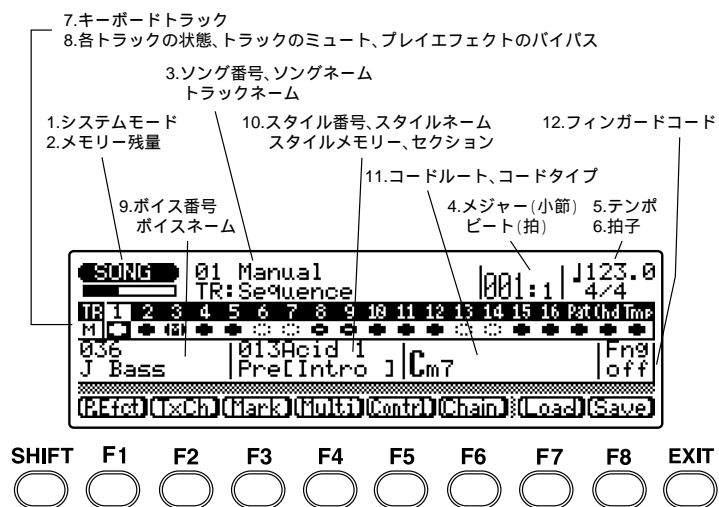 7.キーボードトラック
8.各トラックの状態、トラックのミュート、プレイエフェクトのバイパス
3.ソング番号、ソングネーム
トラックネーム
1.システムモード
2.メモリー残量
10.スタイル番号、スタイルネーム
スタイルメモリー、セクション
12.フィンガードコード
11.コードルート、コードタイプ
9.ボイス番号
ボイスネーム
4.メジャー(小節)
ビート(拍)
5.テンポ
6.拍子
SONG 01 Manual 001:1 ♩123.0
TR:Sequence 4/4
TR 1 2 3 4 5 6 7 8 9 10 11 12 13 14 15 16 Pat Chd Tmp
M
036 013Acid 1 Cm7 Fng
J Bass Pre[Intro ] off
(P.Efct)(TxCh)(Mark)(Multi)(Contrl)(Chain)(Load)(Save)
SHIFT F1 F2 F3 F4 F5 F6 F7 F8 EXIT